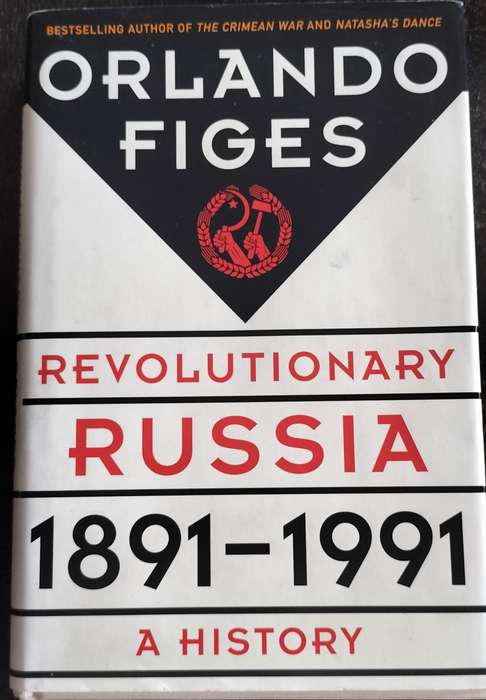 BESTSELLING AUTHOR OF THE CRIMEAN WAR AND NATASHA'S DANCE
ORLANDO
FIGES
REVOLUTIONARY
RUSSIA
1891–1991
A HISTORY